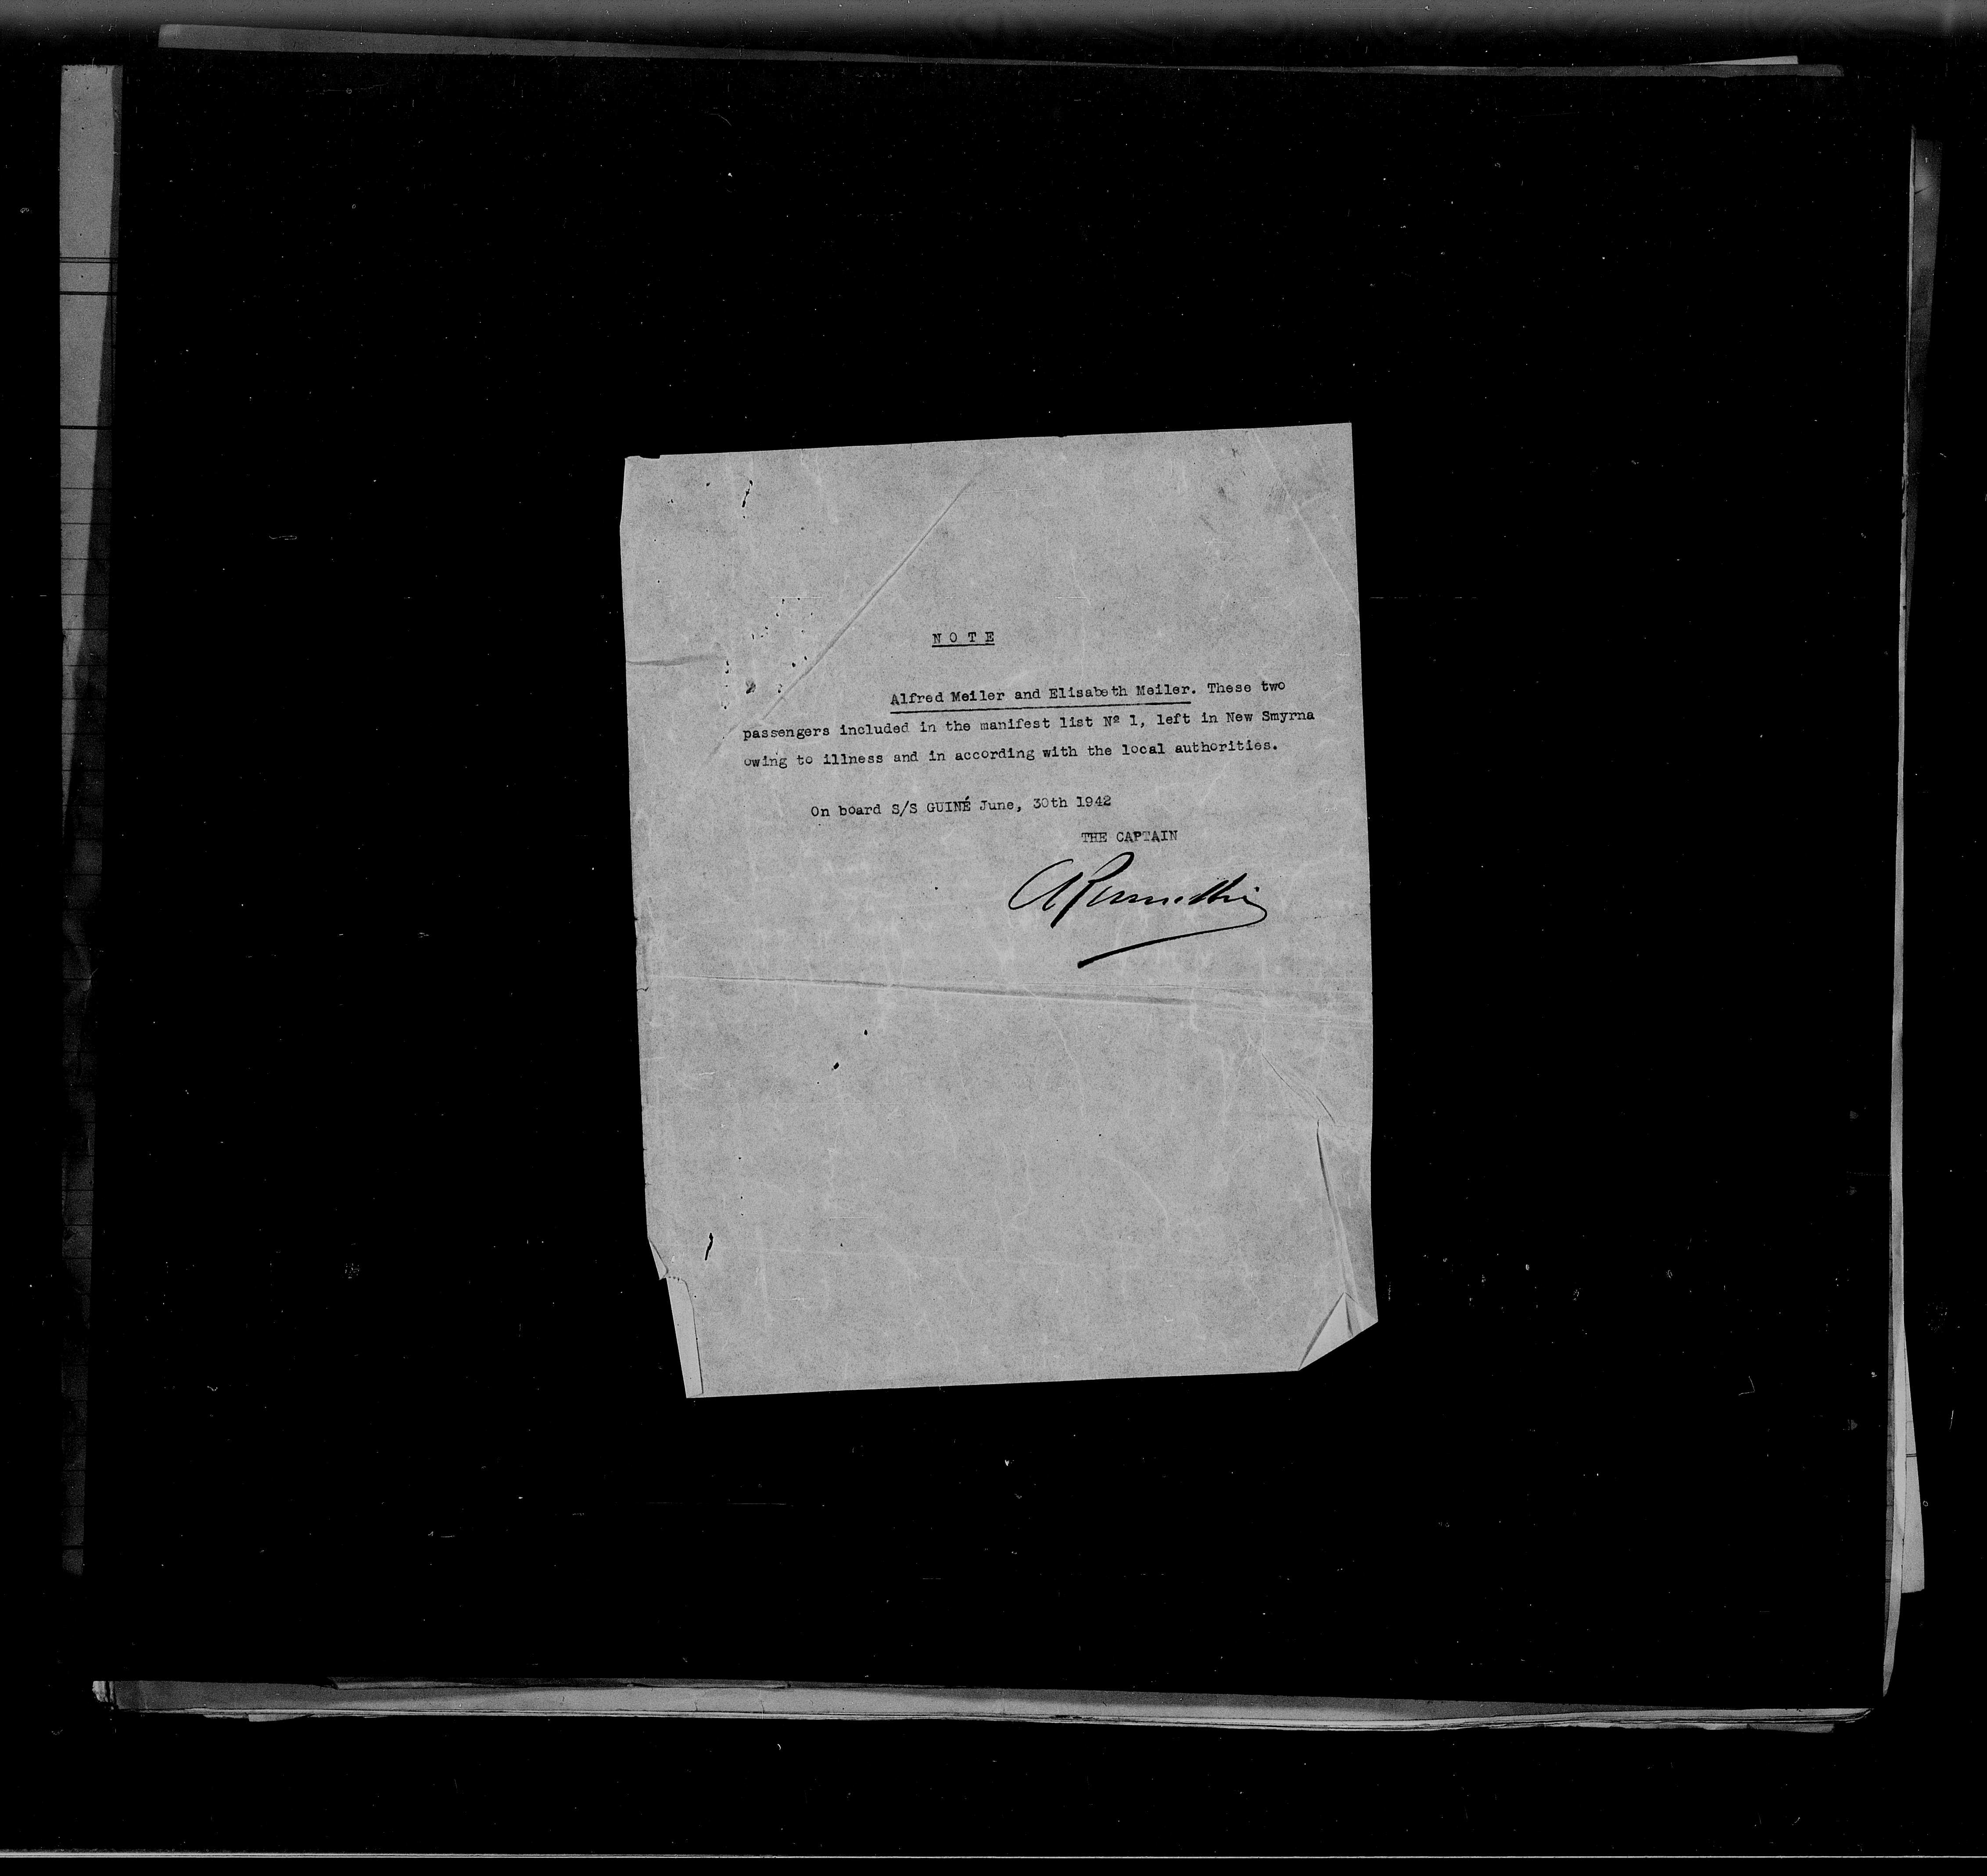 N O T E
Alfred Meiler and Elisabeth Meiler. These two
passengers included in the manifest list Nº 1, left in New Smyrna
owing to illness and in according with the local authorities.
On board S/S GUINÉ June, 30th 1942
THE CAPTAIN